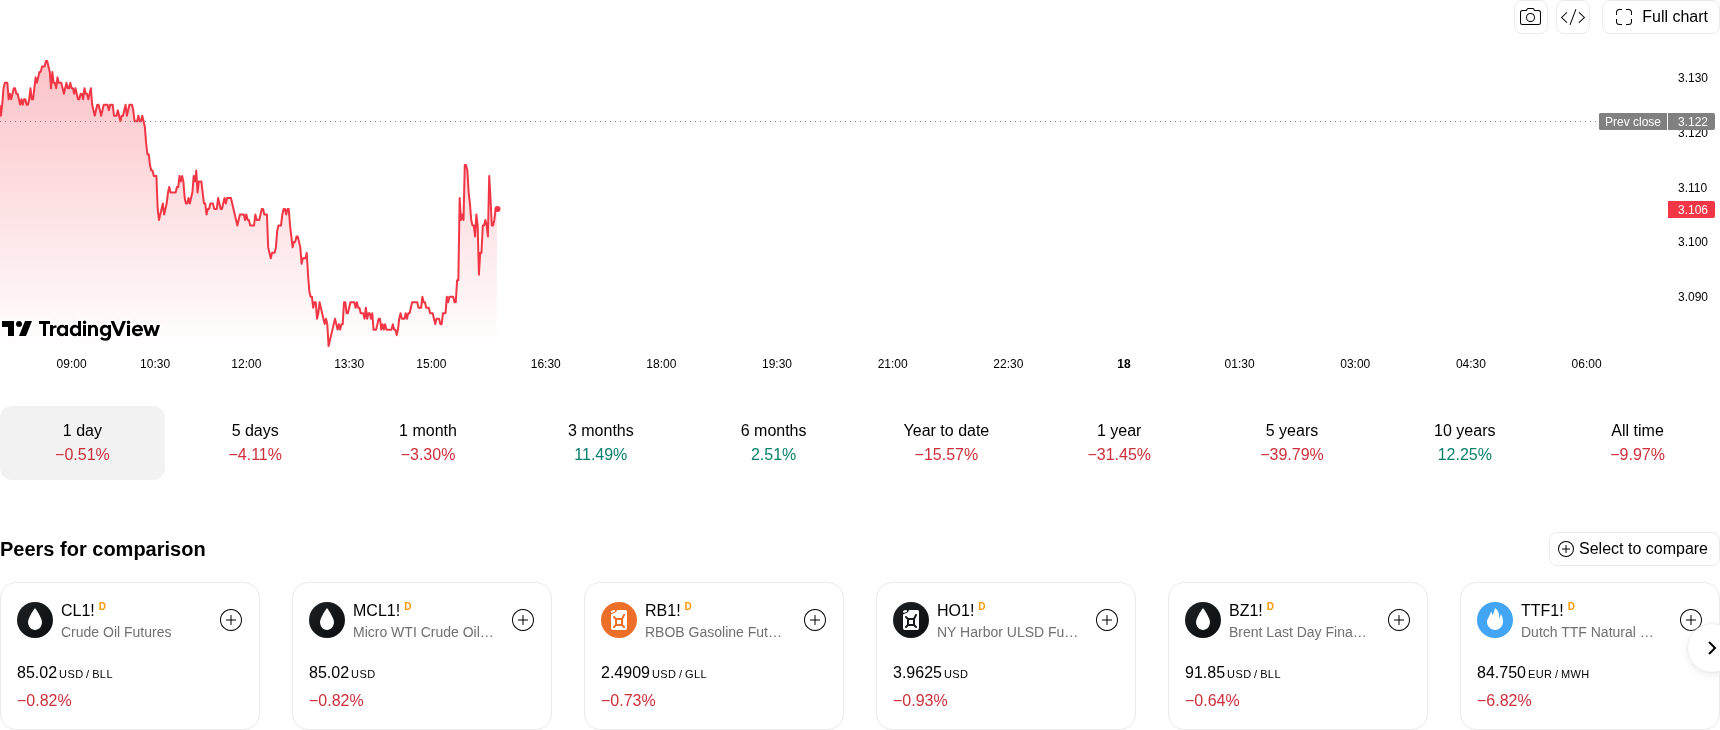 Full chart
3.130
Prev close 3.122
3.120
3.110
3.106
3.100
3.090
TradingView
09:00 10:30 12:00 13:30 15:00 16:30 18:00 19:30 21:00 22:30 18 01:30 03:00 04:30 06:00
1 day 5 days 1 month 3 months 6 months Year to date 1 year 5 years 10 years All time
−0.51% −4.11% −3.30% 11.49% 2.51% −15.57% −31.45% −39.79% 12.25% −9.97%
Peers for comparison
Select to compare
CL1! D
Crude Oil Futures
85.02 USD / BLL
−0.82%
MCL1! D
Micro WTI Crude Oil…
85.02 USD
−0.82%
RB1! D
RBOB Gasoline Fut…
2.4909 USD / GLL
−0.73%
HO1! D
NY Harbor ULSD Fu…
3.9625 USD
−0.93%
BZ1! D
Brent Last Day Fina…
91.85 USD / BLL
−0.64%
TTF1! D
Dutch TTF Natural …
84.750 EUR / MWH
−6.82%